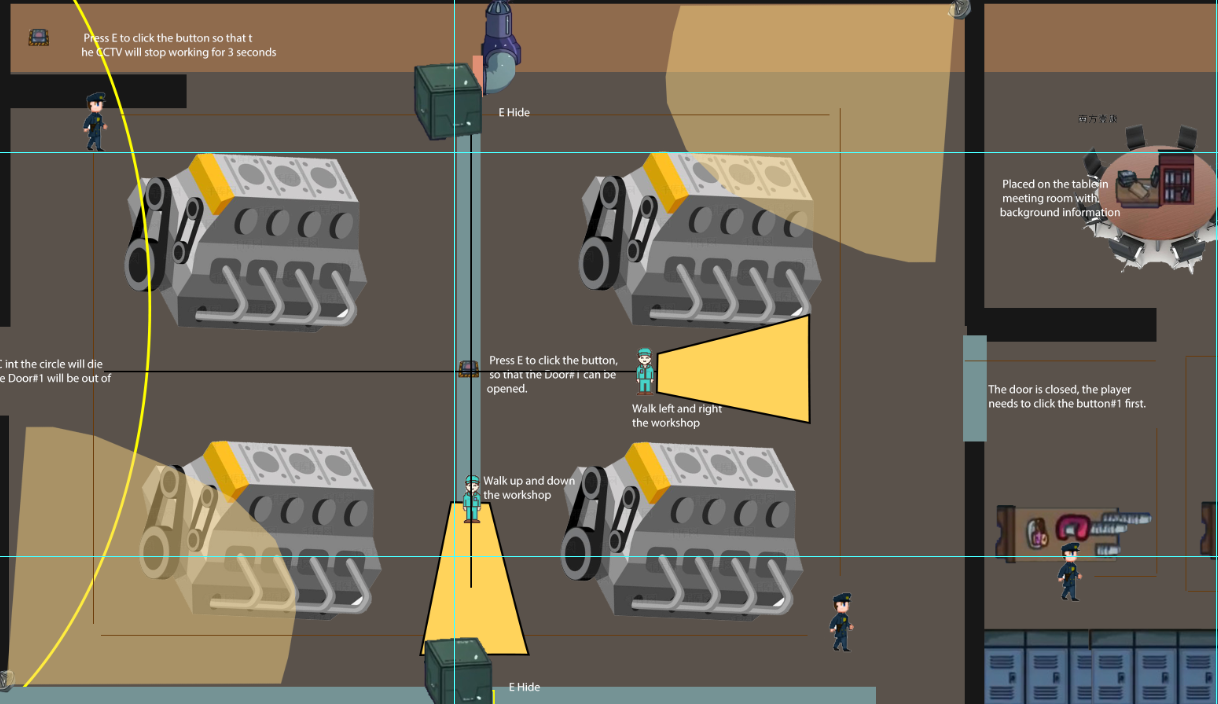 Press E to click the button so that t
he CCTV will stop working for 3 seconds
E Hide
Placed on the table in
meeting room with
background information
int the circle will die
e Door#1 will be out of
Press E to click the button,
so that the Door#1 can be
opened.
Walk left and right
the workshop
The door is closed, the player
needs to click the button#1 first.
Walk up and down
the workshop
E Hide